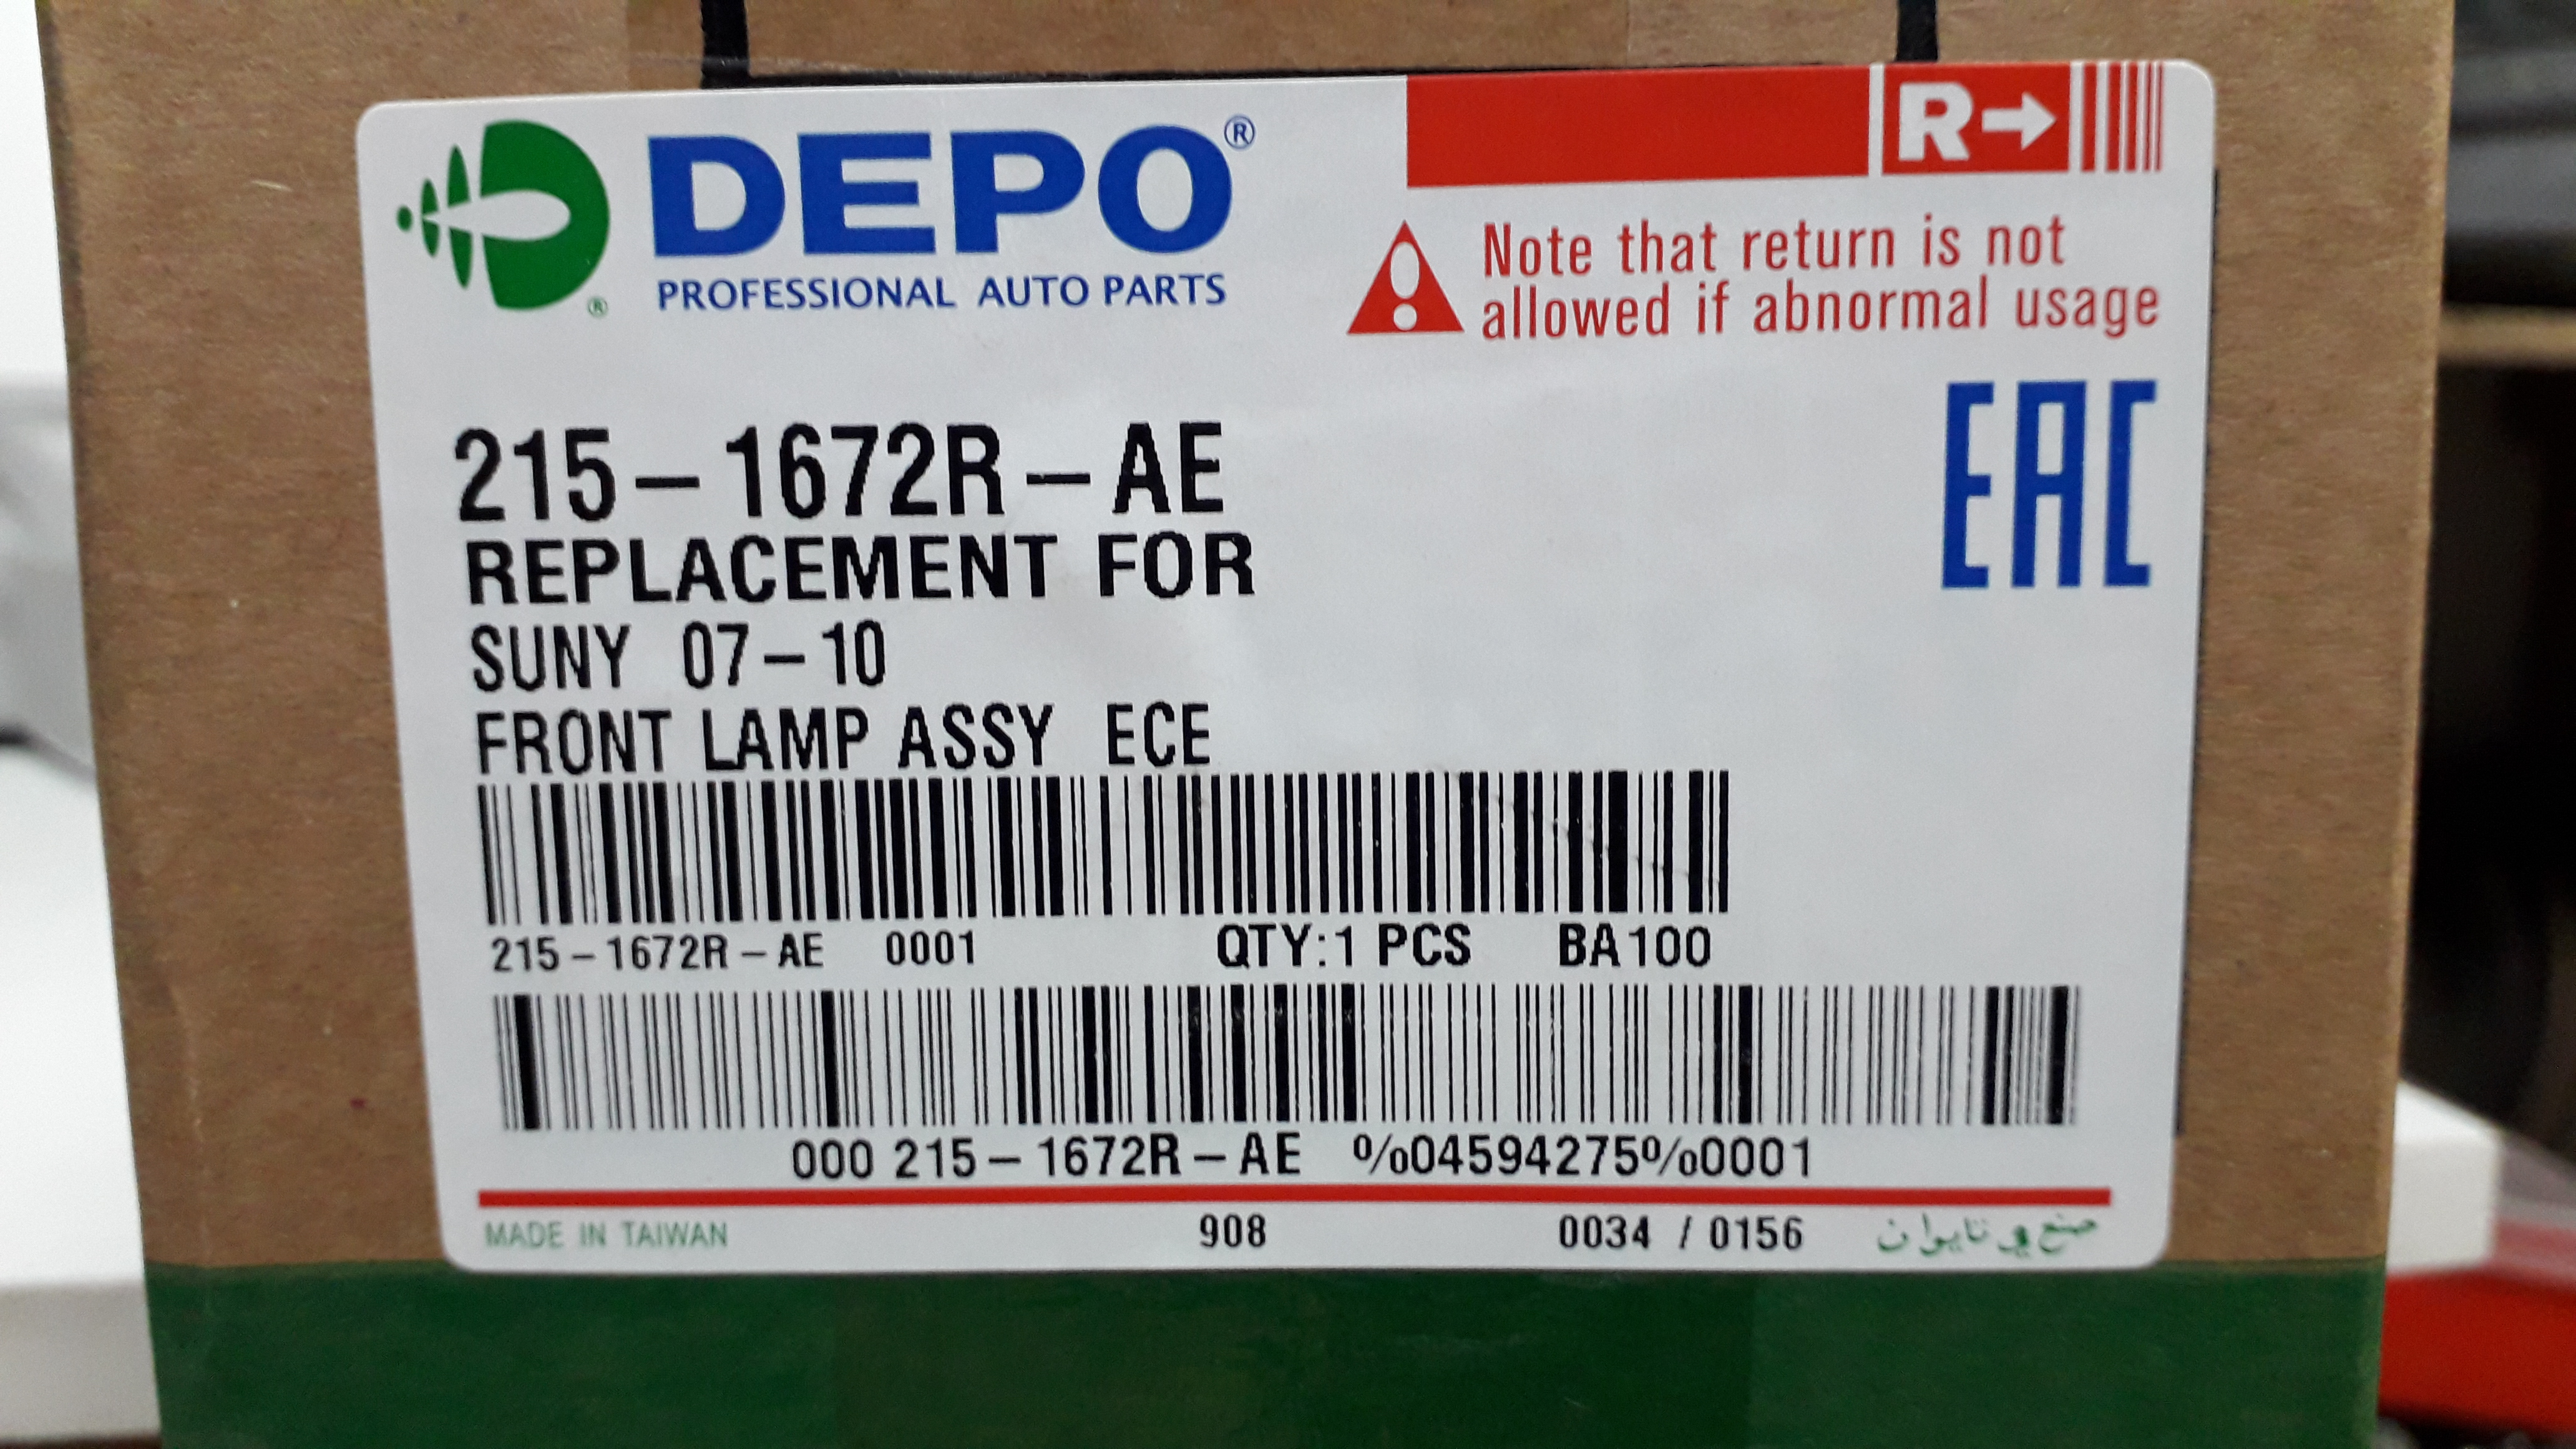 DEPO®
PROFESSIONAL AUTO PARTS
®
R→
Note that return is not
allowed if abnormal usage
EAC
215-1672R-AE
REPLACEMENT FOR
SUNY 07-10
FRONT LAMP ASSY ECE
215-1672R-AE 0001 QTY:1 PCS BA100
000 215-1672R-AE %04594275%0001
MADE IN TAIWAN 908 0034 / 0156 صنع في تايوان